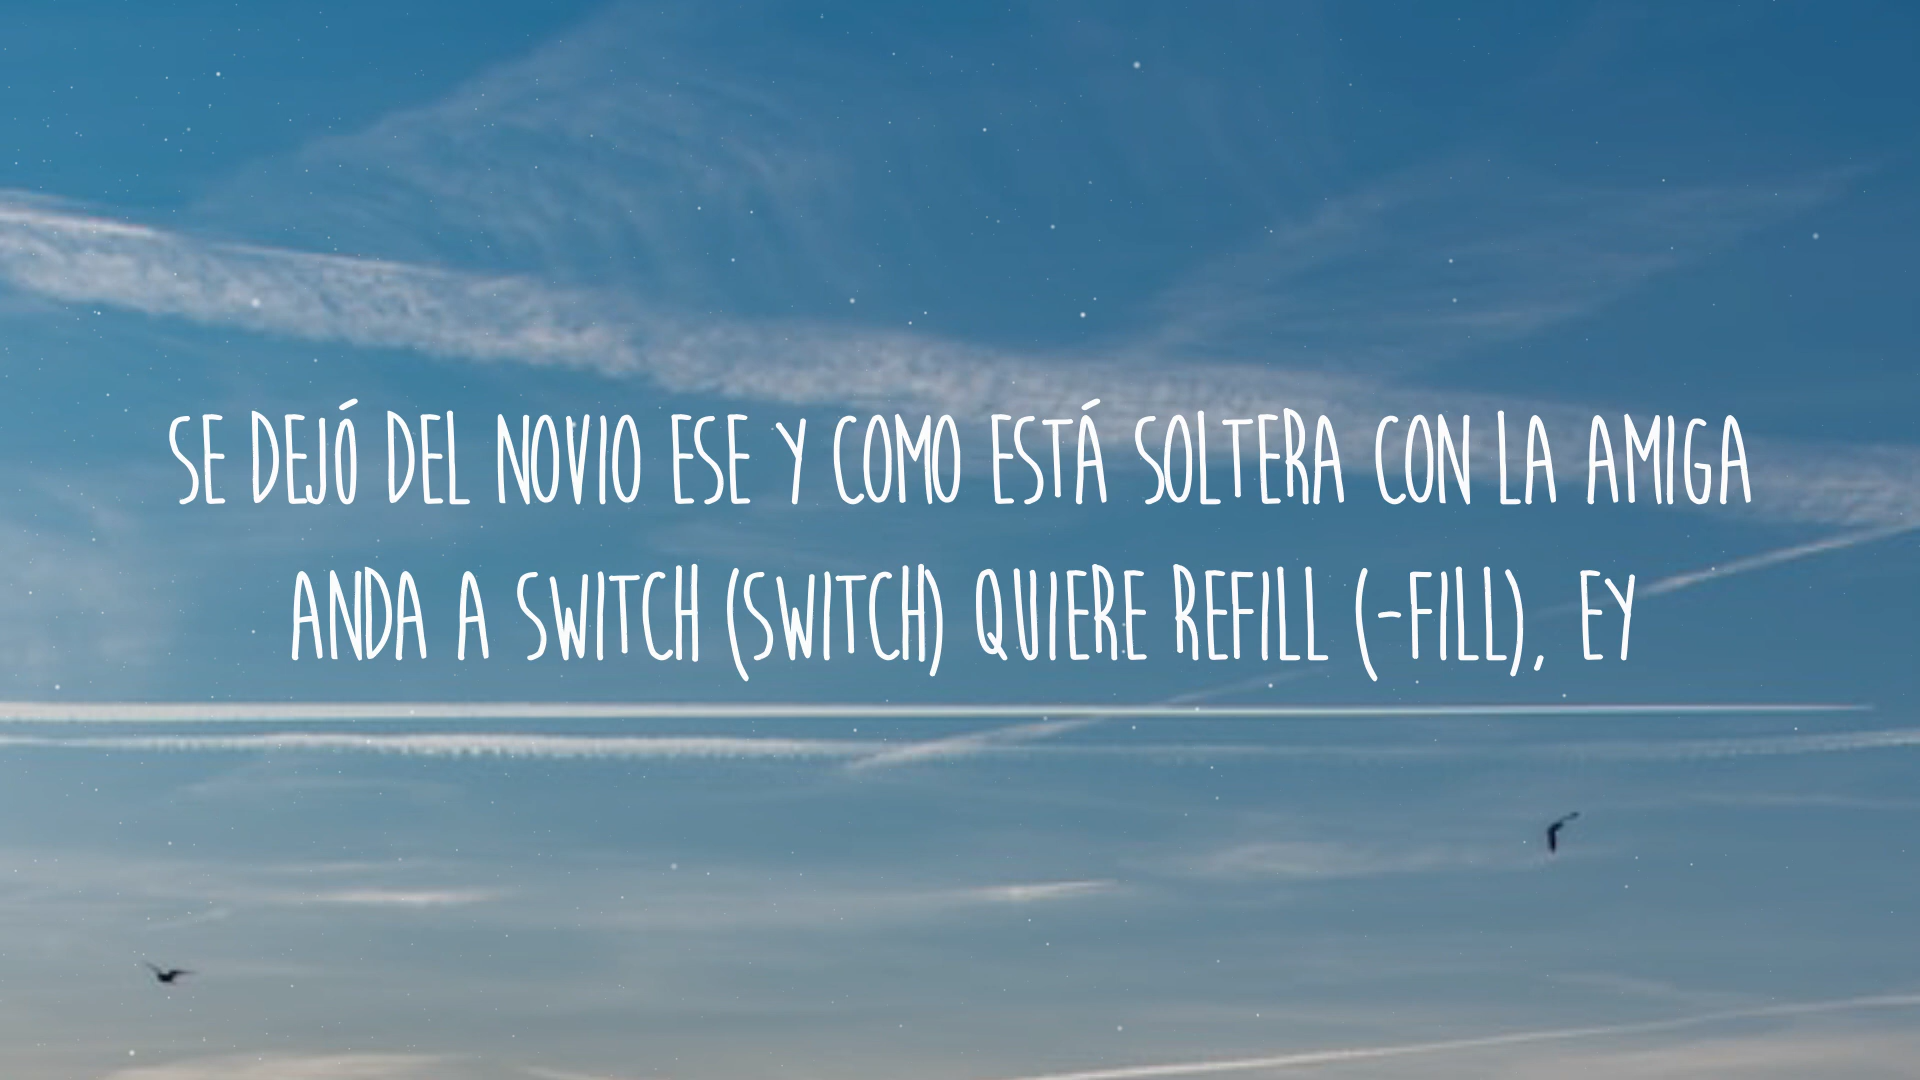 SE DEJÓ DEL NOVIO ESE Y COMO ESTÁ SOLTERA CON LA AMIGA
ANDA A SWITCH (SWITCH) QUIERE REFILL (-FILL), EY